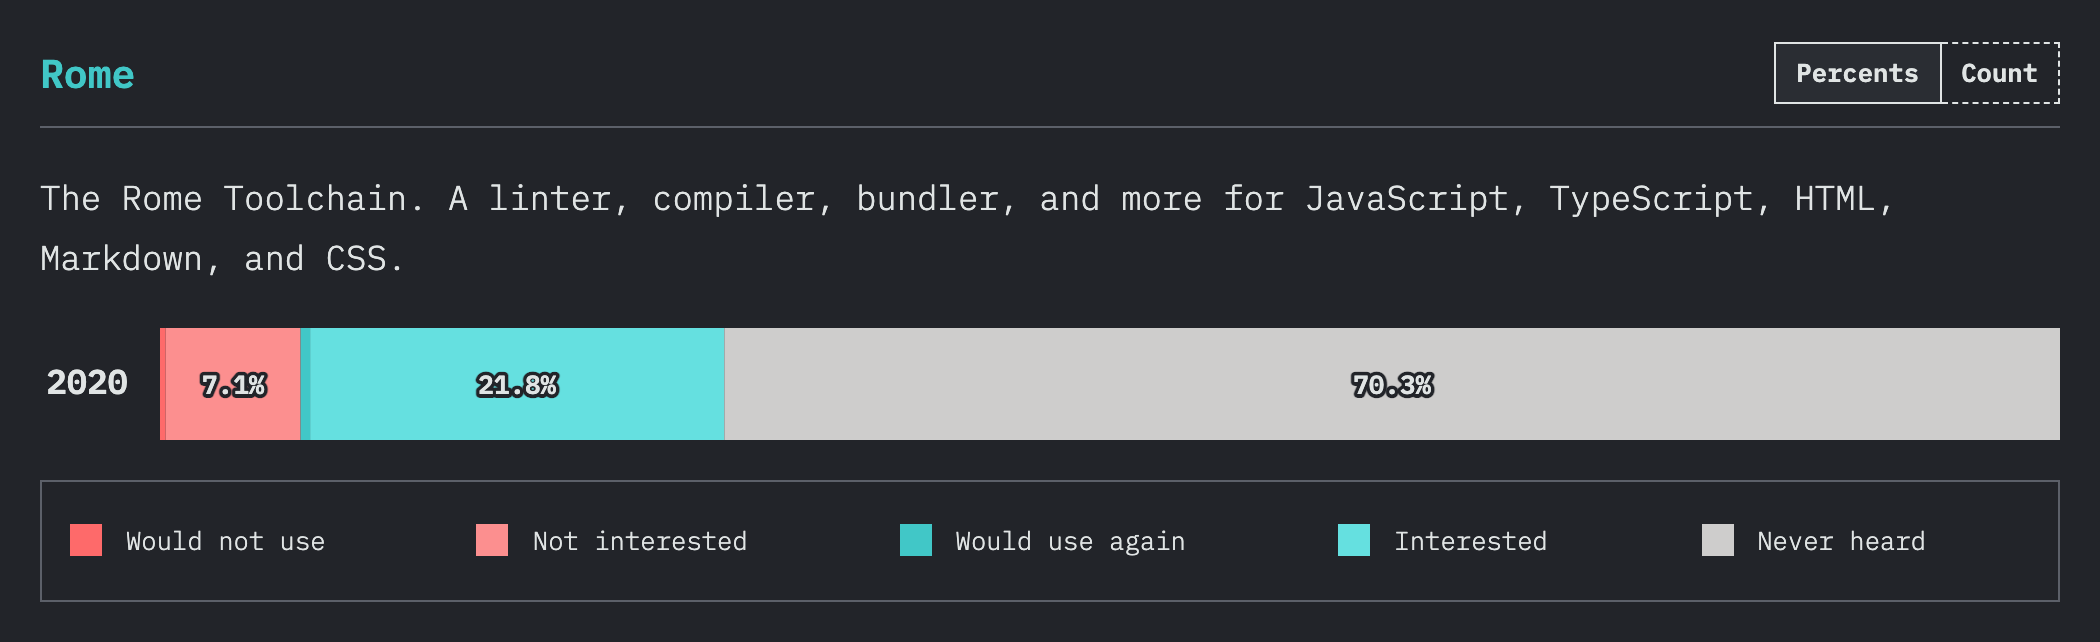 Rome
Percents
Count
The Rome Toolchain. A linter, compiler, bundler, and more for JavaScript, TypeScript, HTML,
Markdown, and CSS.
2020
7.1%
21.8%
70.3%
Would not use
Not interested
Would use again
Interested
Never heard